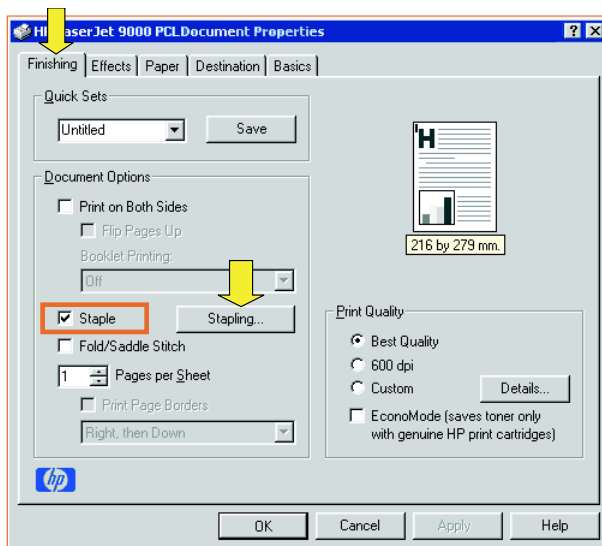 HP LaserJet 9000 PCLDocument Properties
Finishing Effects Paper Destination Basics
Quick Sets
Untitled Save
Document Options
Print on Both Sides
Flip Pages Up
Booklet Printing:
Off
Staple Stapling...
Fold/Saddle Stitch
1 Pages per Sheet
Print Page Borders
Right, then Down
H
216 by 279 mm.
Print Quality
Best Quality
600 dpi
Custom Details...
EconoMode (saves toner only
with genuine HP print cartridges)
hp
OK Cancel Apply Help